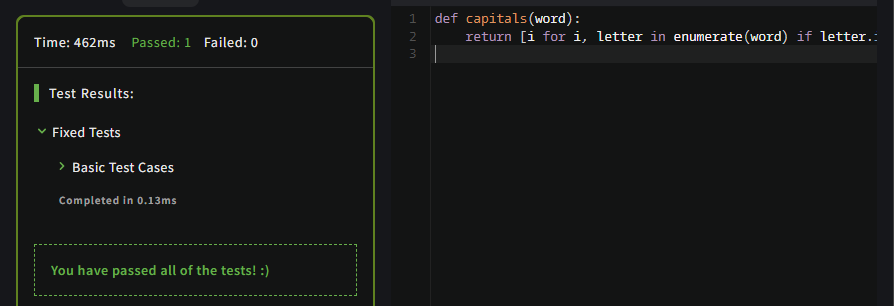 Time: 462ms Passed: 1 Failed: 0
Test Results:
Fixed Tests
Basic Test Cases
Completed in 0.13ms
You have passed all of the tests! :)
1 def capitals(word):
2 return [i for i, letter in enumerate(word) if letter.
3